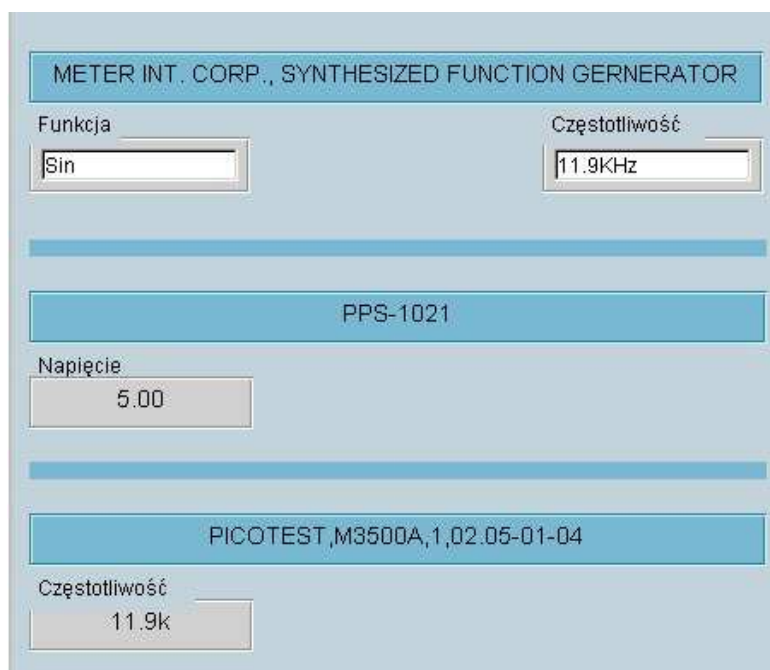 METER INT. CORP., SYNTHESIZED FUNCTION GERNERATOR
Funkcja Częstotliwość
Sin 11.9KHz
PPS-1021
Napięcie
5.00
PICOTEST,M3500A,1,02.05-01-04
Częstotliwość
11.9k